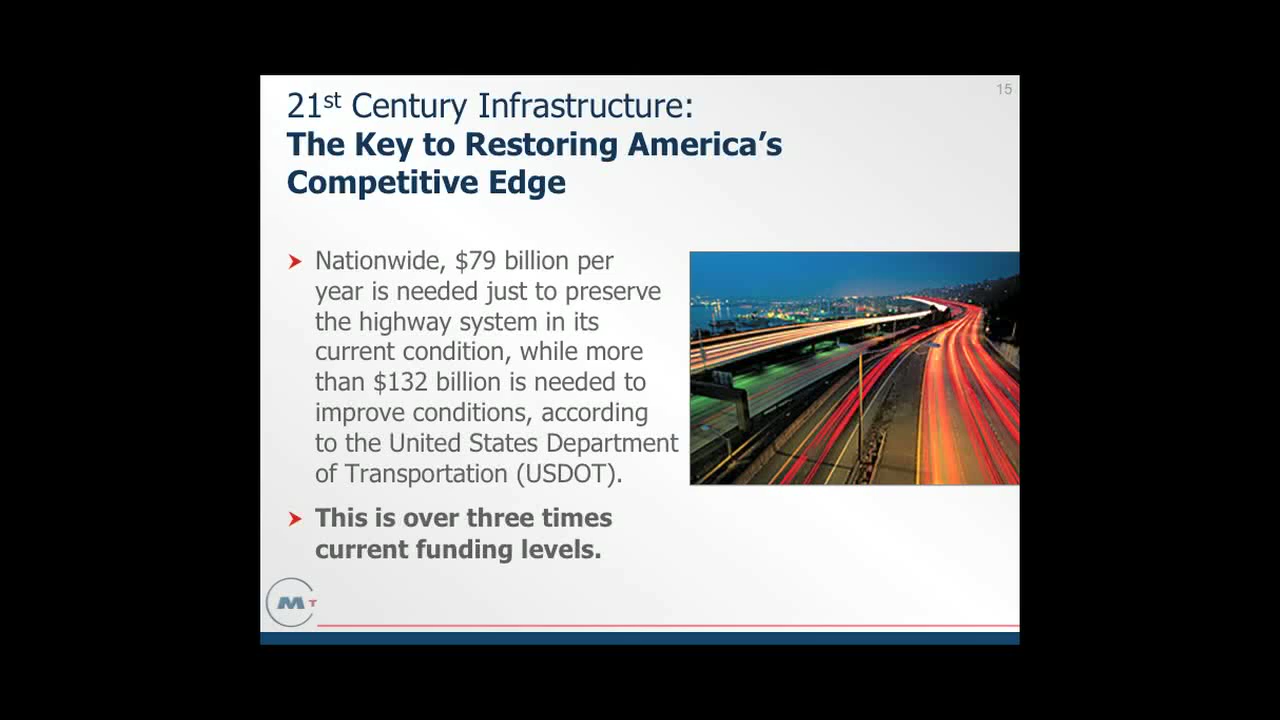 15
21st Century Infrastructure:
The Key to Restoring America’s
Competitive Edge
Nationwide, $79 billion per
year is needed just to preserve
the highway system in its
current condition, while more
than $132 billion is needed to
improve conditions, according
to the United States Department
of Transportation (USDOT).
This is over three times
current funding levels.
M T